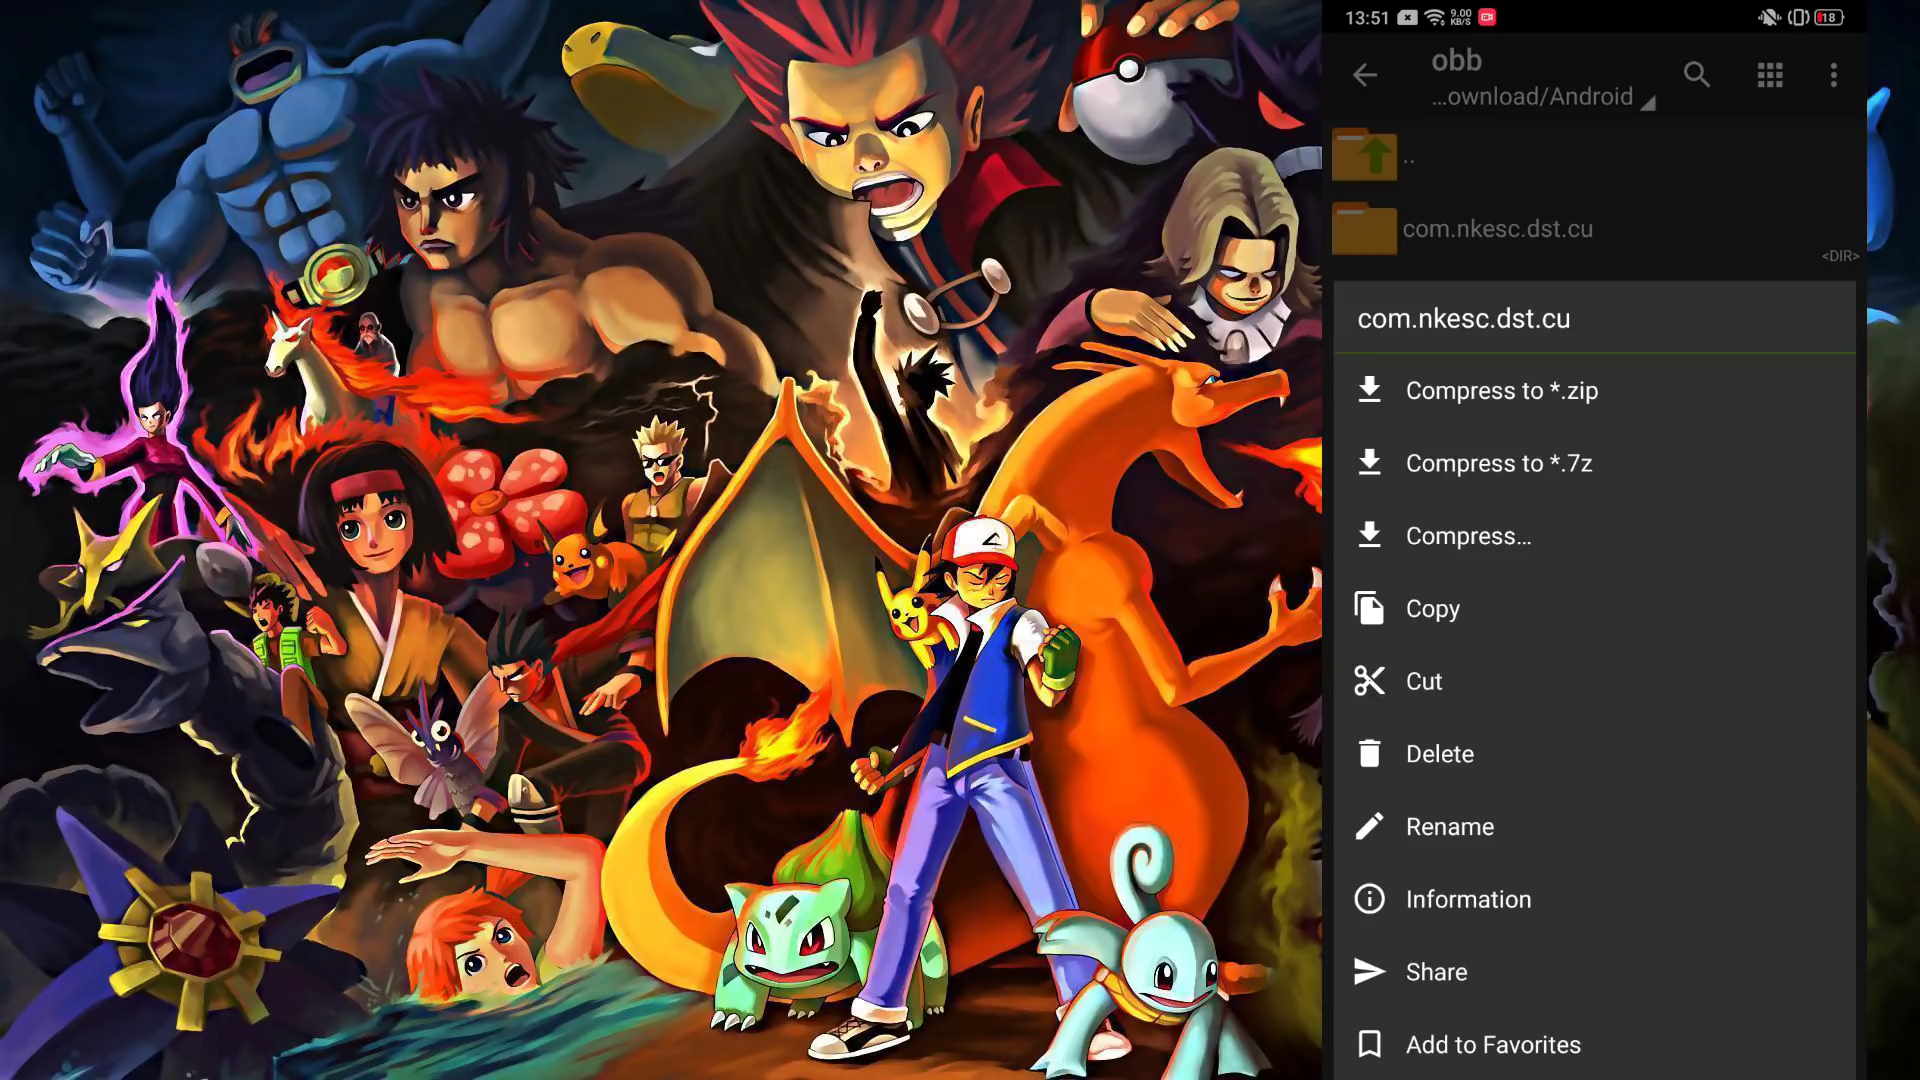 13:51
9.00
KB/S
18
obb
...ownload/Android
..
com.nkesc.dst.cu
<DIR>
com.nkesc.dst.cu
Compress to *.zip
Compress to *.7z
Compress...
Copy
Cut
Delete
Rename
Information
Share
Add to Favorites